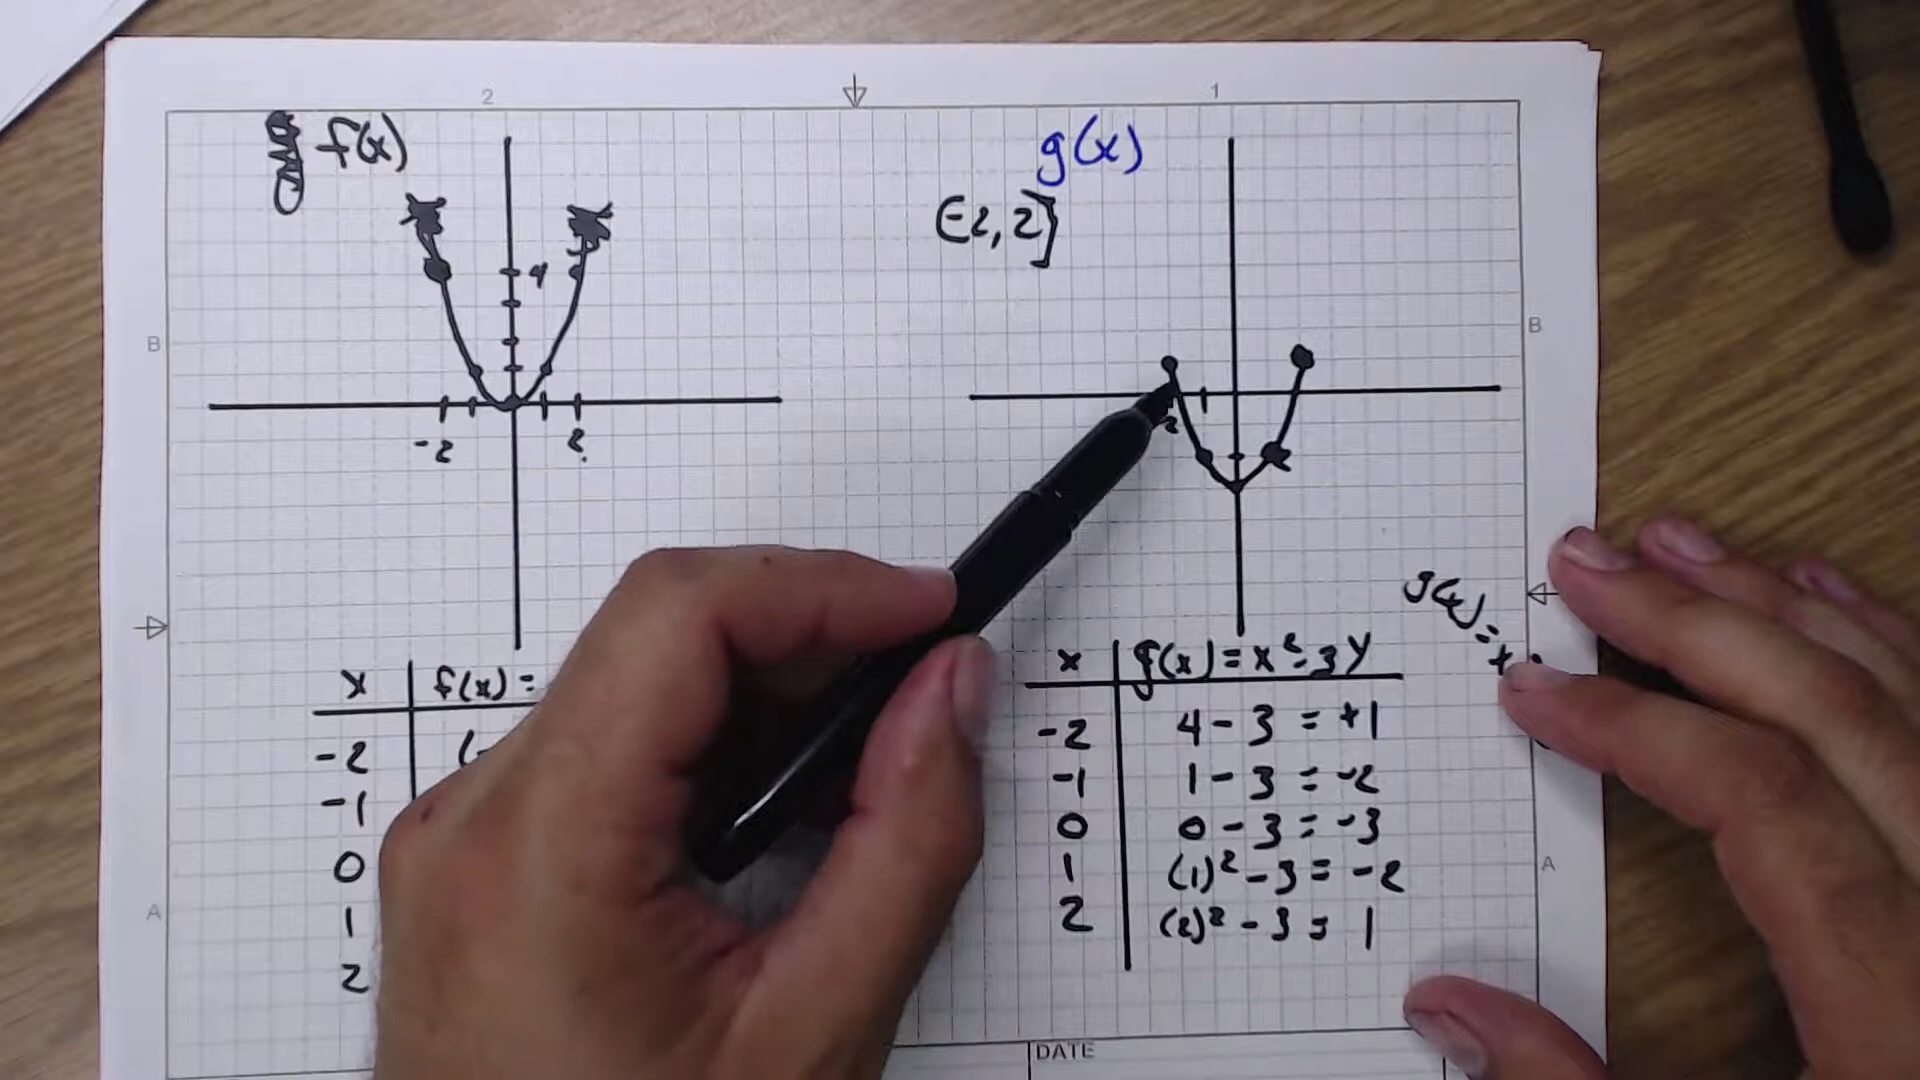 2 1
f(x)
g(x)
[-2, 2]
4
B
B
-2
2
2
x | f(x) =
-2 (-
-1
0
1
2
x | g(x) = x² - 3 y
-2 4 - 3 = +1
-1 1 - 3 = -2
0 0 - 3 = -3
1 (1)² - 3 = -2
2 (2)² - 3 = 1
A
A
DATE